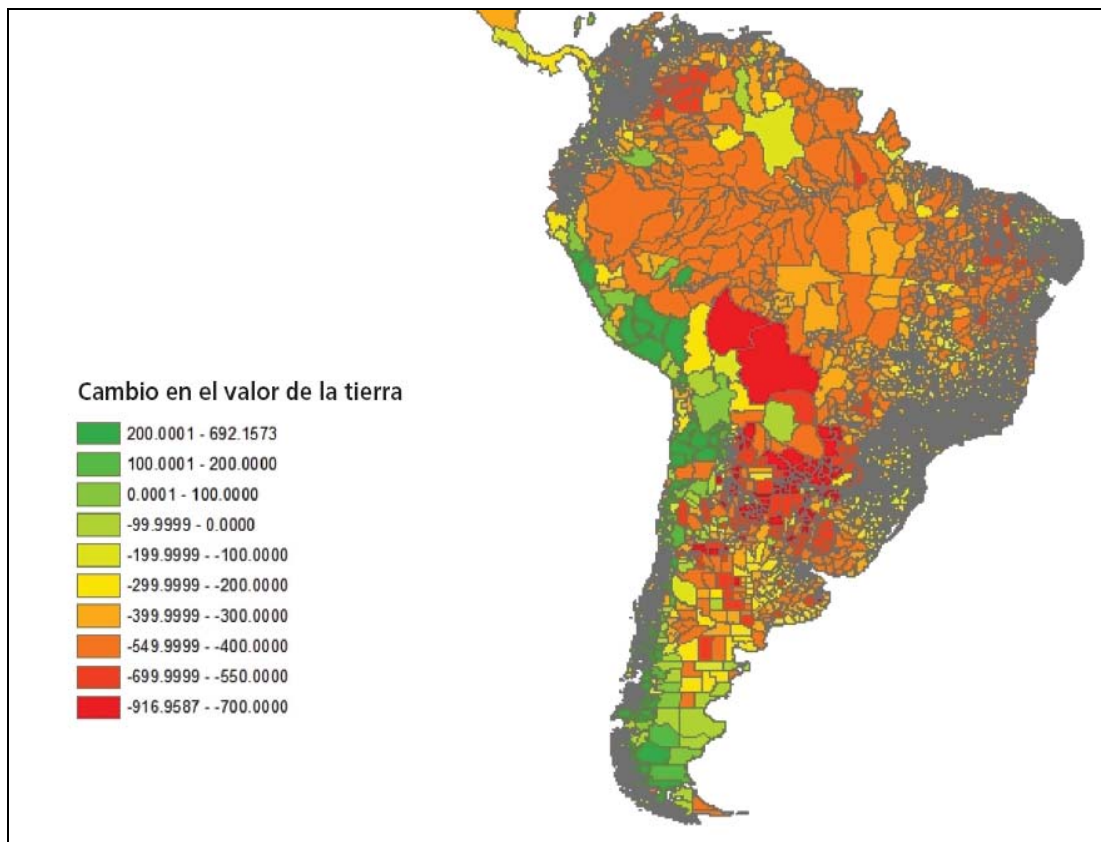 Cambio en el valor de la tierra
200.0001 - 692.1573
100.0001 - 200.0000
0.0001 - 100.0000
-99.9999 - 0.0000
-199.9999 - -100.0000
-299.9999 - -200.0000
-399.9999 - -300.0000
-549.9999 - -400.0000
-699.9999 - -550.0000
-916.9587 - -700.0000